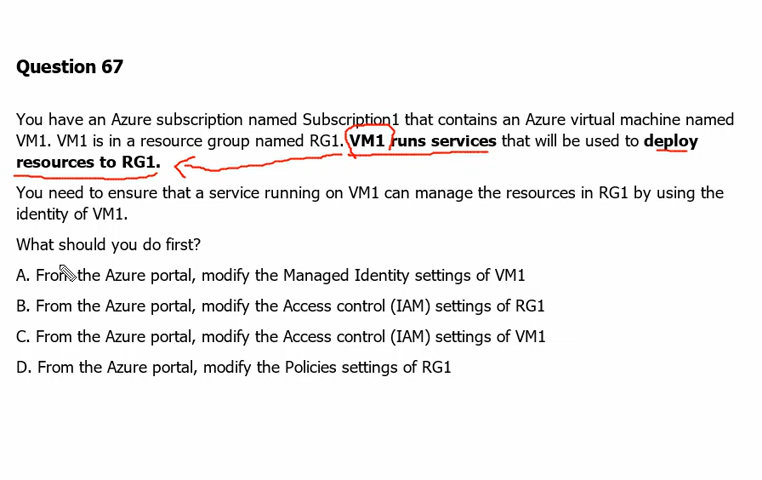 Question 67
You have an Azure subscription named Subscription1 that contains an Azure virtual machine named
VM1. VM1 is in a resource group named RG1. VM1 runs services that will be used to deploy
resources to RG1.
You need to ensure that a service running on VM1 can manage the resources in RG1 by using the
identity of VM1.
What should you do first?
A. From the Azure portal, modify the Managed Identity settings of VM1
B. From the Azure portal, modify the Access control (IAM) settings of RG1
C. From the Azure portal, modify the Access control (IAM) settings of VM1
D. From the Azure portal, modify the Policies settings of RG1